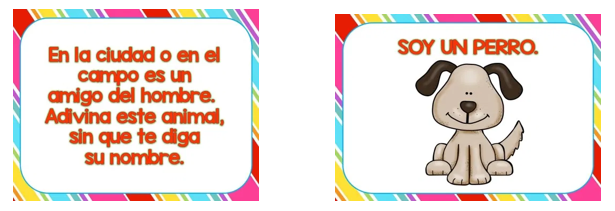 En la ciudad o en el
campo es un
amigo del hombre.
Adivina este animal,
sin que te diga
su nombre.
SOY UN PERRO.